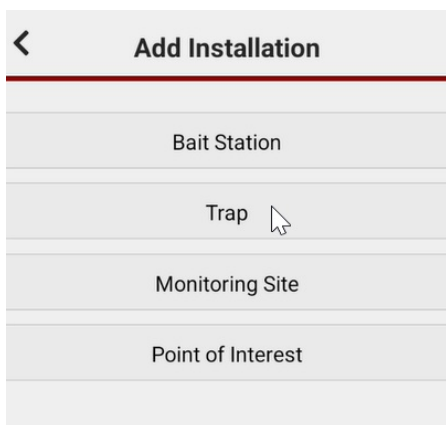 Add Installation
Bait Station
Trap
Monitoring Site
Point of Interest